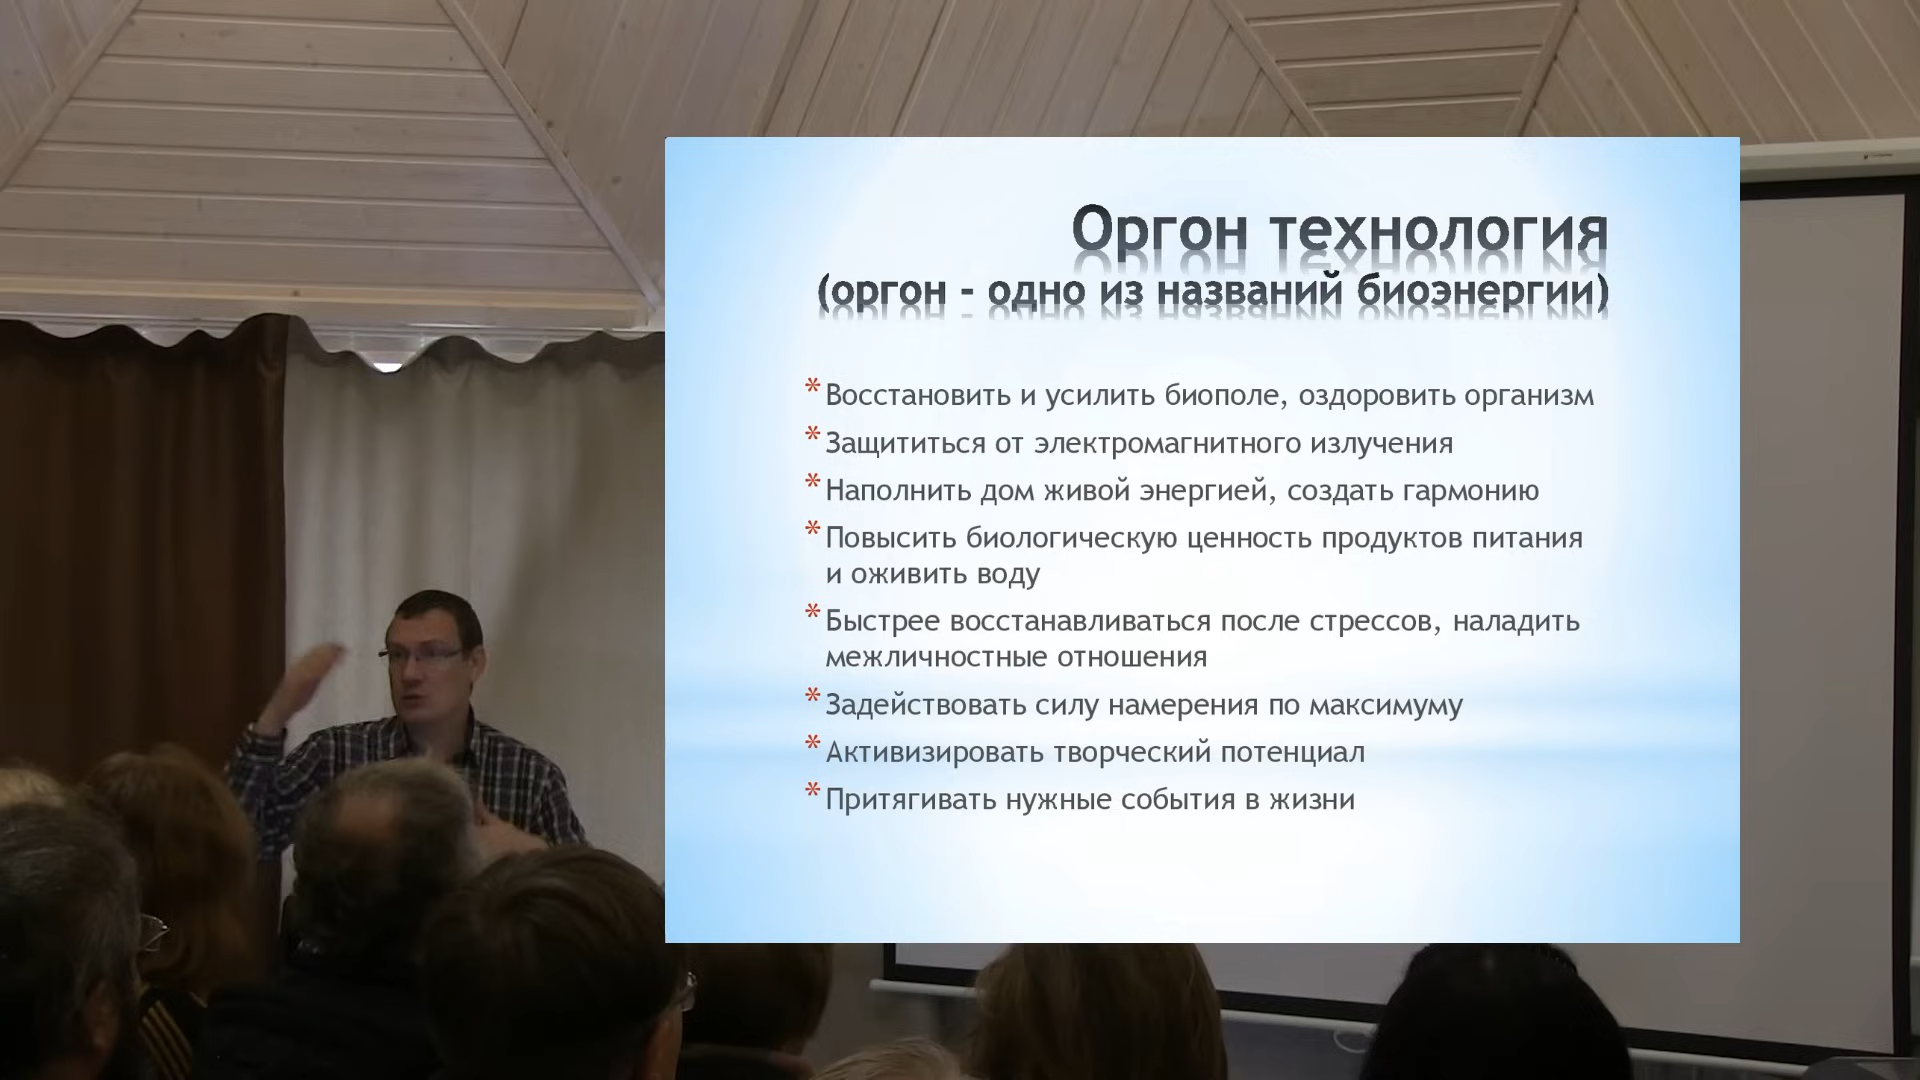 Оргон технология
(оргон - одно из названий биоэнергии)
* Восстановить и усилить биополе, оздоровить организм
* Защититься от электромагнитного излучения
* Наполнить дом живой энергией, создать гармонию
* Повысить биологическую ценность продуктов питания
и оживить воду
* Быстрее восстанавливаться после стрессов, наладить
межличностные отношения
* Задействовать силу намерения по максимуму
* Активизировать творческий потенциал
* Притягивать нужные события в жизни